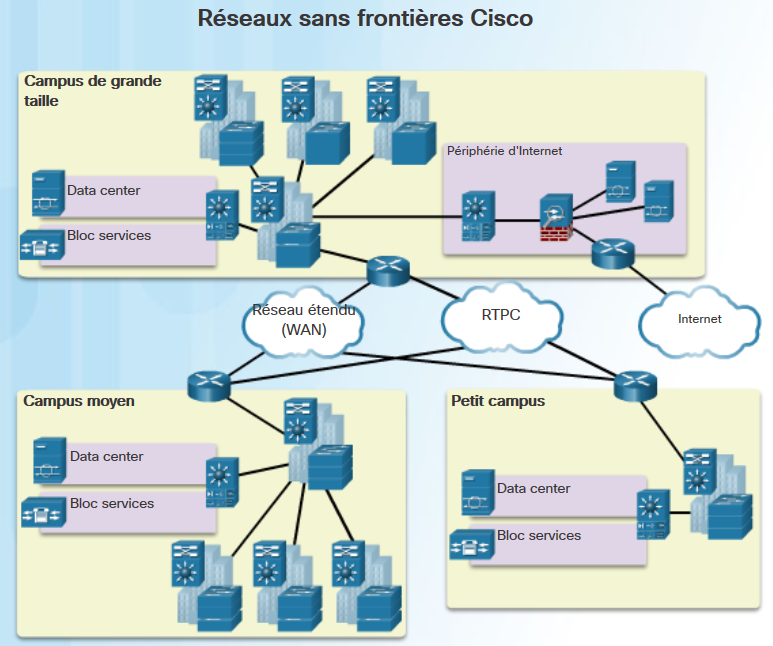 Réseaux sans frontières Cisco
Campus de grande
taille
Périphérie d'Internet
Data center
Bloc services
Réseau étendu
(WAN)
RTPC
Internet
Campus moyen
Data center
Bloc services
Petit campus
Data center
Bloc services